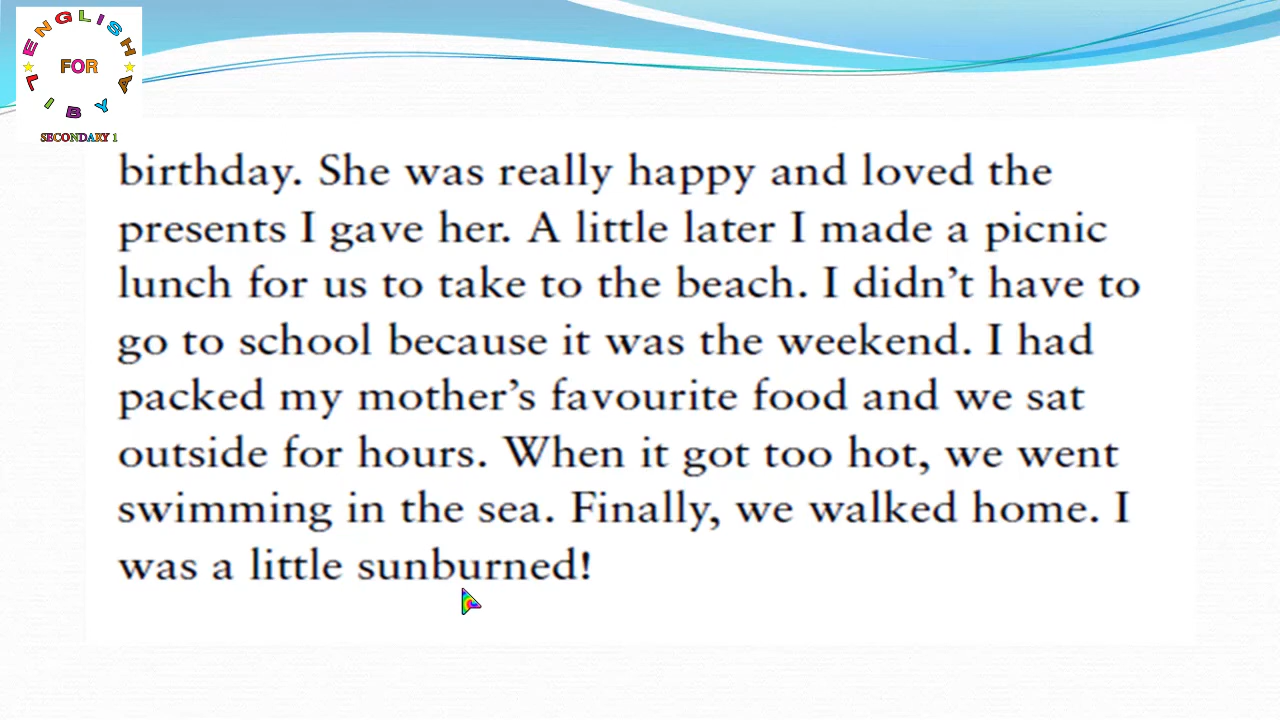 ENGLISH
FOR
LIBYA
SECONDARY 1
birthday. She was really happy and loved the
presents I gave her. A little later I made a picnic
lunch for us to take to the beach. I didn’t have to
go to school because it was the weekend. I had
packed my mother’s favourite food and we sat
outside for hours. When it got too hot, we went
swimming in the sea. Finally, we walked home. I
was a little sunburned!